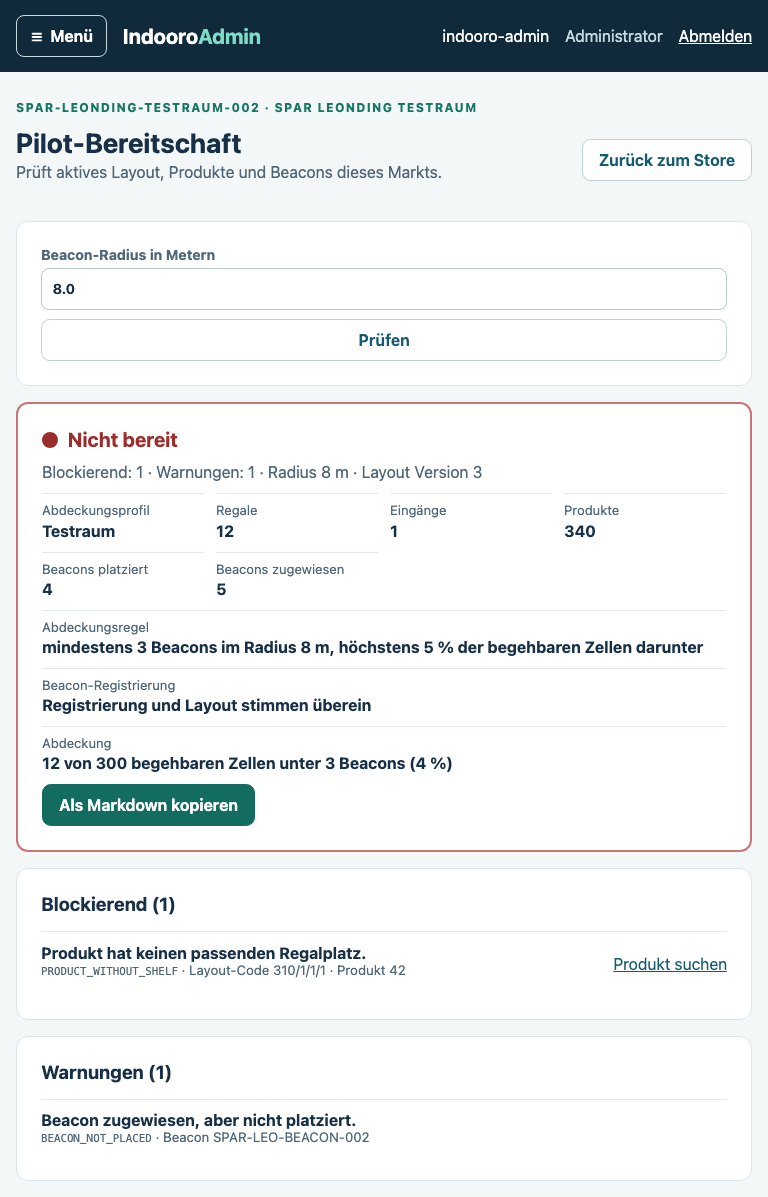 ≡ Menü
IndooroAdmin
indooro-admin Administrator Abmelden
SPAR-LEONDING-TESTRAUM-002 · SPAR LEONDING TESTRAUM
Pilot-Bereitschaft
Prüft aktives Layout, Produkte und Beacons dieses Markts.
Zurück zum Store
Beacon-Radius in Metern
8.0
Prüfen
Nicht bereit
Blockierend: 1 · Warnungen: 1 · Radius 8 m · Layout Version 3
Abdeckungsprofil
Testraum
Regale
12
Eingänge
1
Produkte
340
Beacons platziert
4
Beacons zugewiesen
5
Abdeckungsregel
mindestens 3 Beacons im Radius 8 m, höchstens 5 % der begehbaren Zellen darunter
Beacon-Registrierung
Registrierung und Layout stimmen überein
Abdeckung
12 von 300 begehbaren Zellen unter 3 Beacons (4 %)
Als Markdown kopieren
Blockierend (1)
Produkt hat keinen passenden Regalplatz.
PRODUCT_WITHOUT_SHELF · Layout-Code 310/1/1/1 · Produkt 42
Produkt suchen
Warnungen (1)
Beacon zugewiesen, aber nicht platziert.
BEACON_NOT_PLACED · Beacon SPAR-LEO-BEACON-002